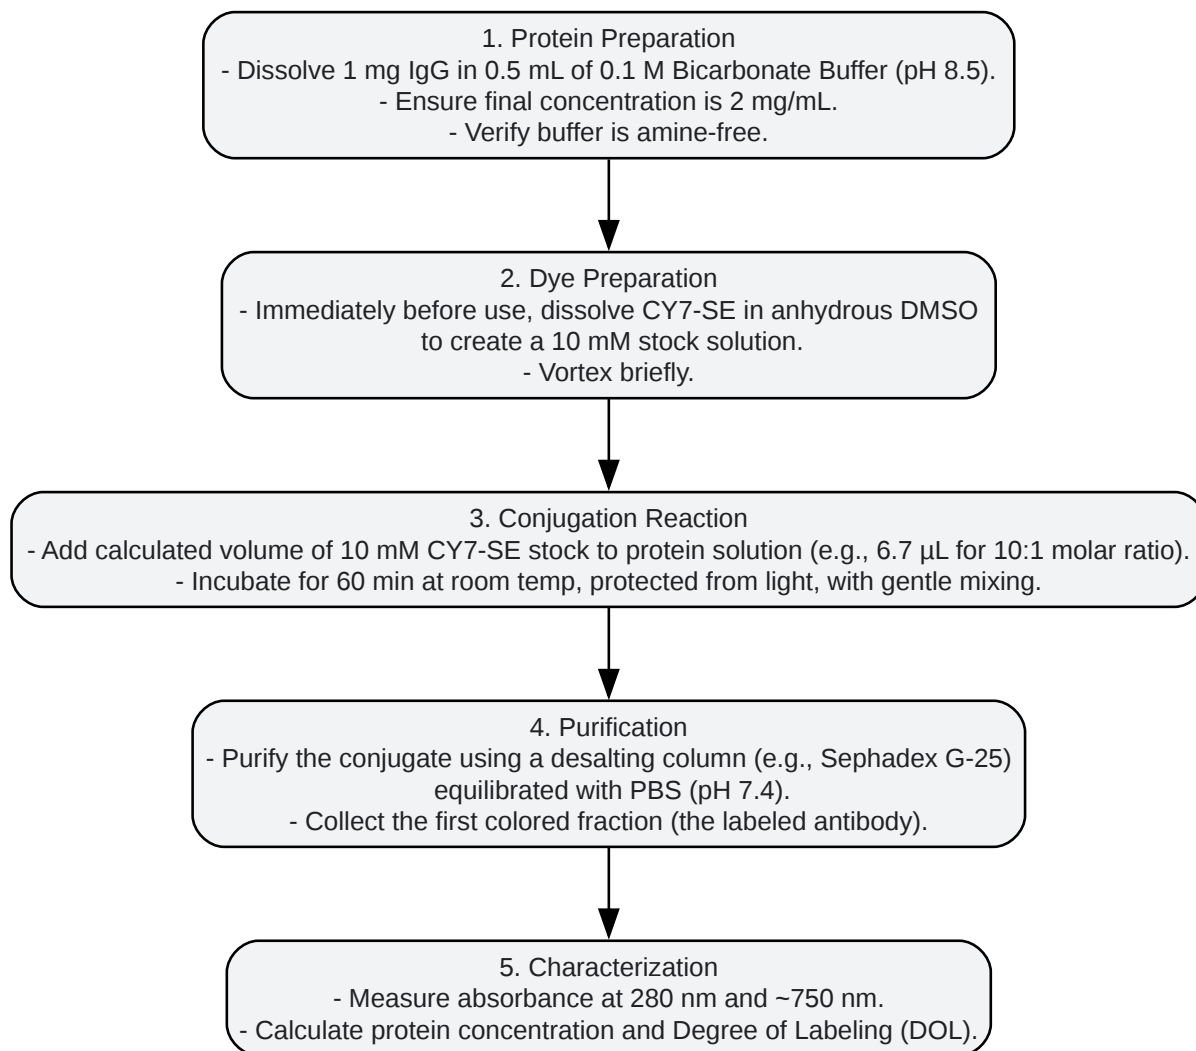 1. Protein Preparation
- Dissolve 1 mg IgG in 0.5 mL of 0.1 M Bicarbonate Buffer (pH 8.5).
- Ensure final concentration is 2 mg/mL.
- Verify buffer is amine-free.
2. Dye Preparation
- Immediately before use, dissolve CY7-SE in anhydrous DMSO
to create a 10 mM stock solution.
- Vortex briefly.
3. Conjugation Reaction
- Add calculated volume of 10 mM CY7-SE stock to protein solution (e.g., 6.7 µL for 10:1 molar ratio).
- Incubate for 60 min at room temp, protected from light, with gentle mixing.
4. Purification
- Purify the conjugate using a desalting column (e.g., Sephadex G-25)
equilibrated with PBS (pH 7.4).
- Collect the first colored fraction (the labeled antibody).
5. Characterization
- Measure absorbance at 280 nm and ~750 nm.
- Calculate protein concentration and Degree of Labeling (DOL).